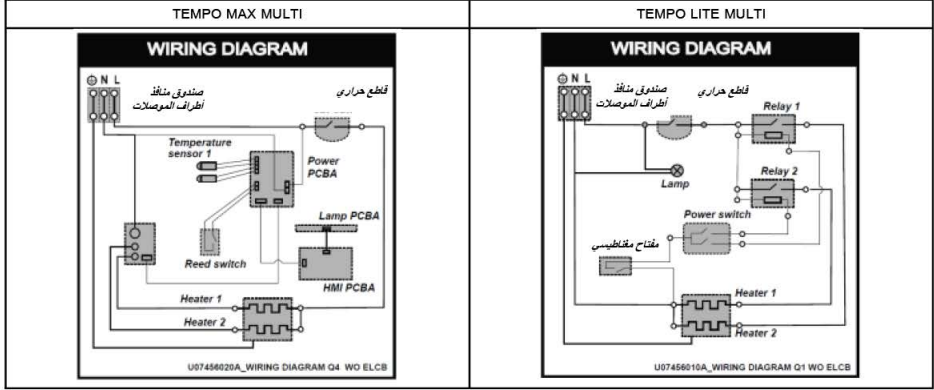 TEMPO MAX MULTI
TEMPO LITE MULTI
WIRING DIAGRAM
N L
صندوق منافذ
أطراف الموصلات
قاطع حراري
Temperature
sensor 1
Power
PCBA
Lamp PCBA
Reed switch
HMI PCBA
Heater 1
Heater 2
U07456020A_WIRING DIAGRAM Q4 WO ELCB
WIRING DIAGRAM
N L
صندوق منافذ
أطراف الموصلات
قاطع حراري
Relay 1
Lamp
Relay 2
Power switch
مفتاح مغناطيسي
Heater 1
Heater 2
U07456010A_WIRING DIAGRAM Q1 WO ELCB